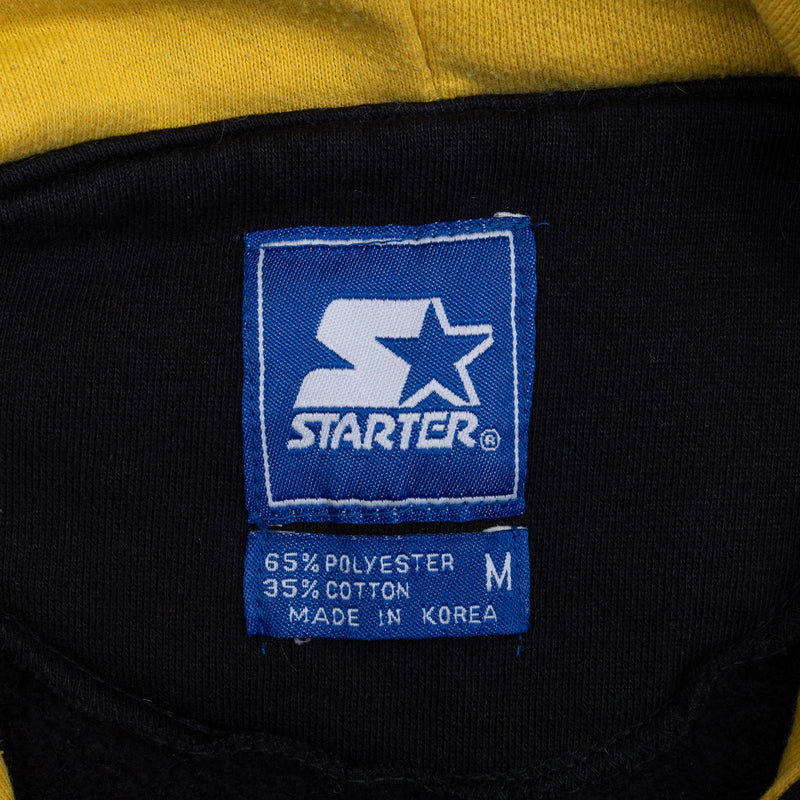 STARTER®
65% POLYESTER M
35% COTTON
MADE IN KOREA